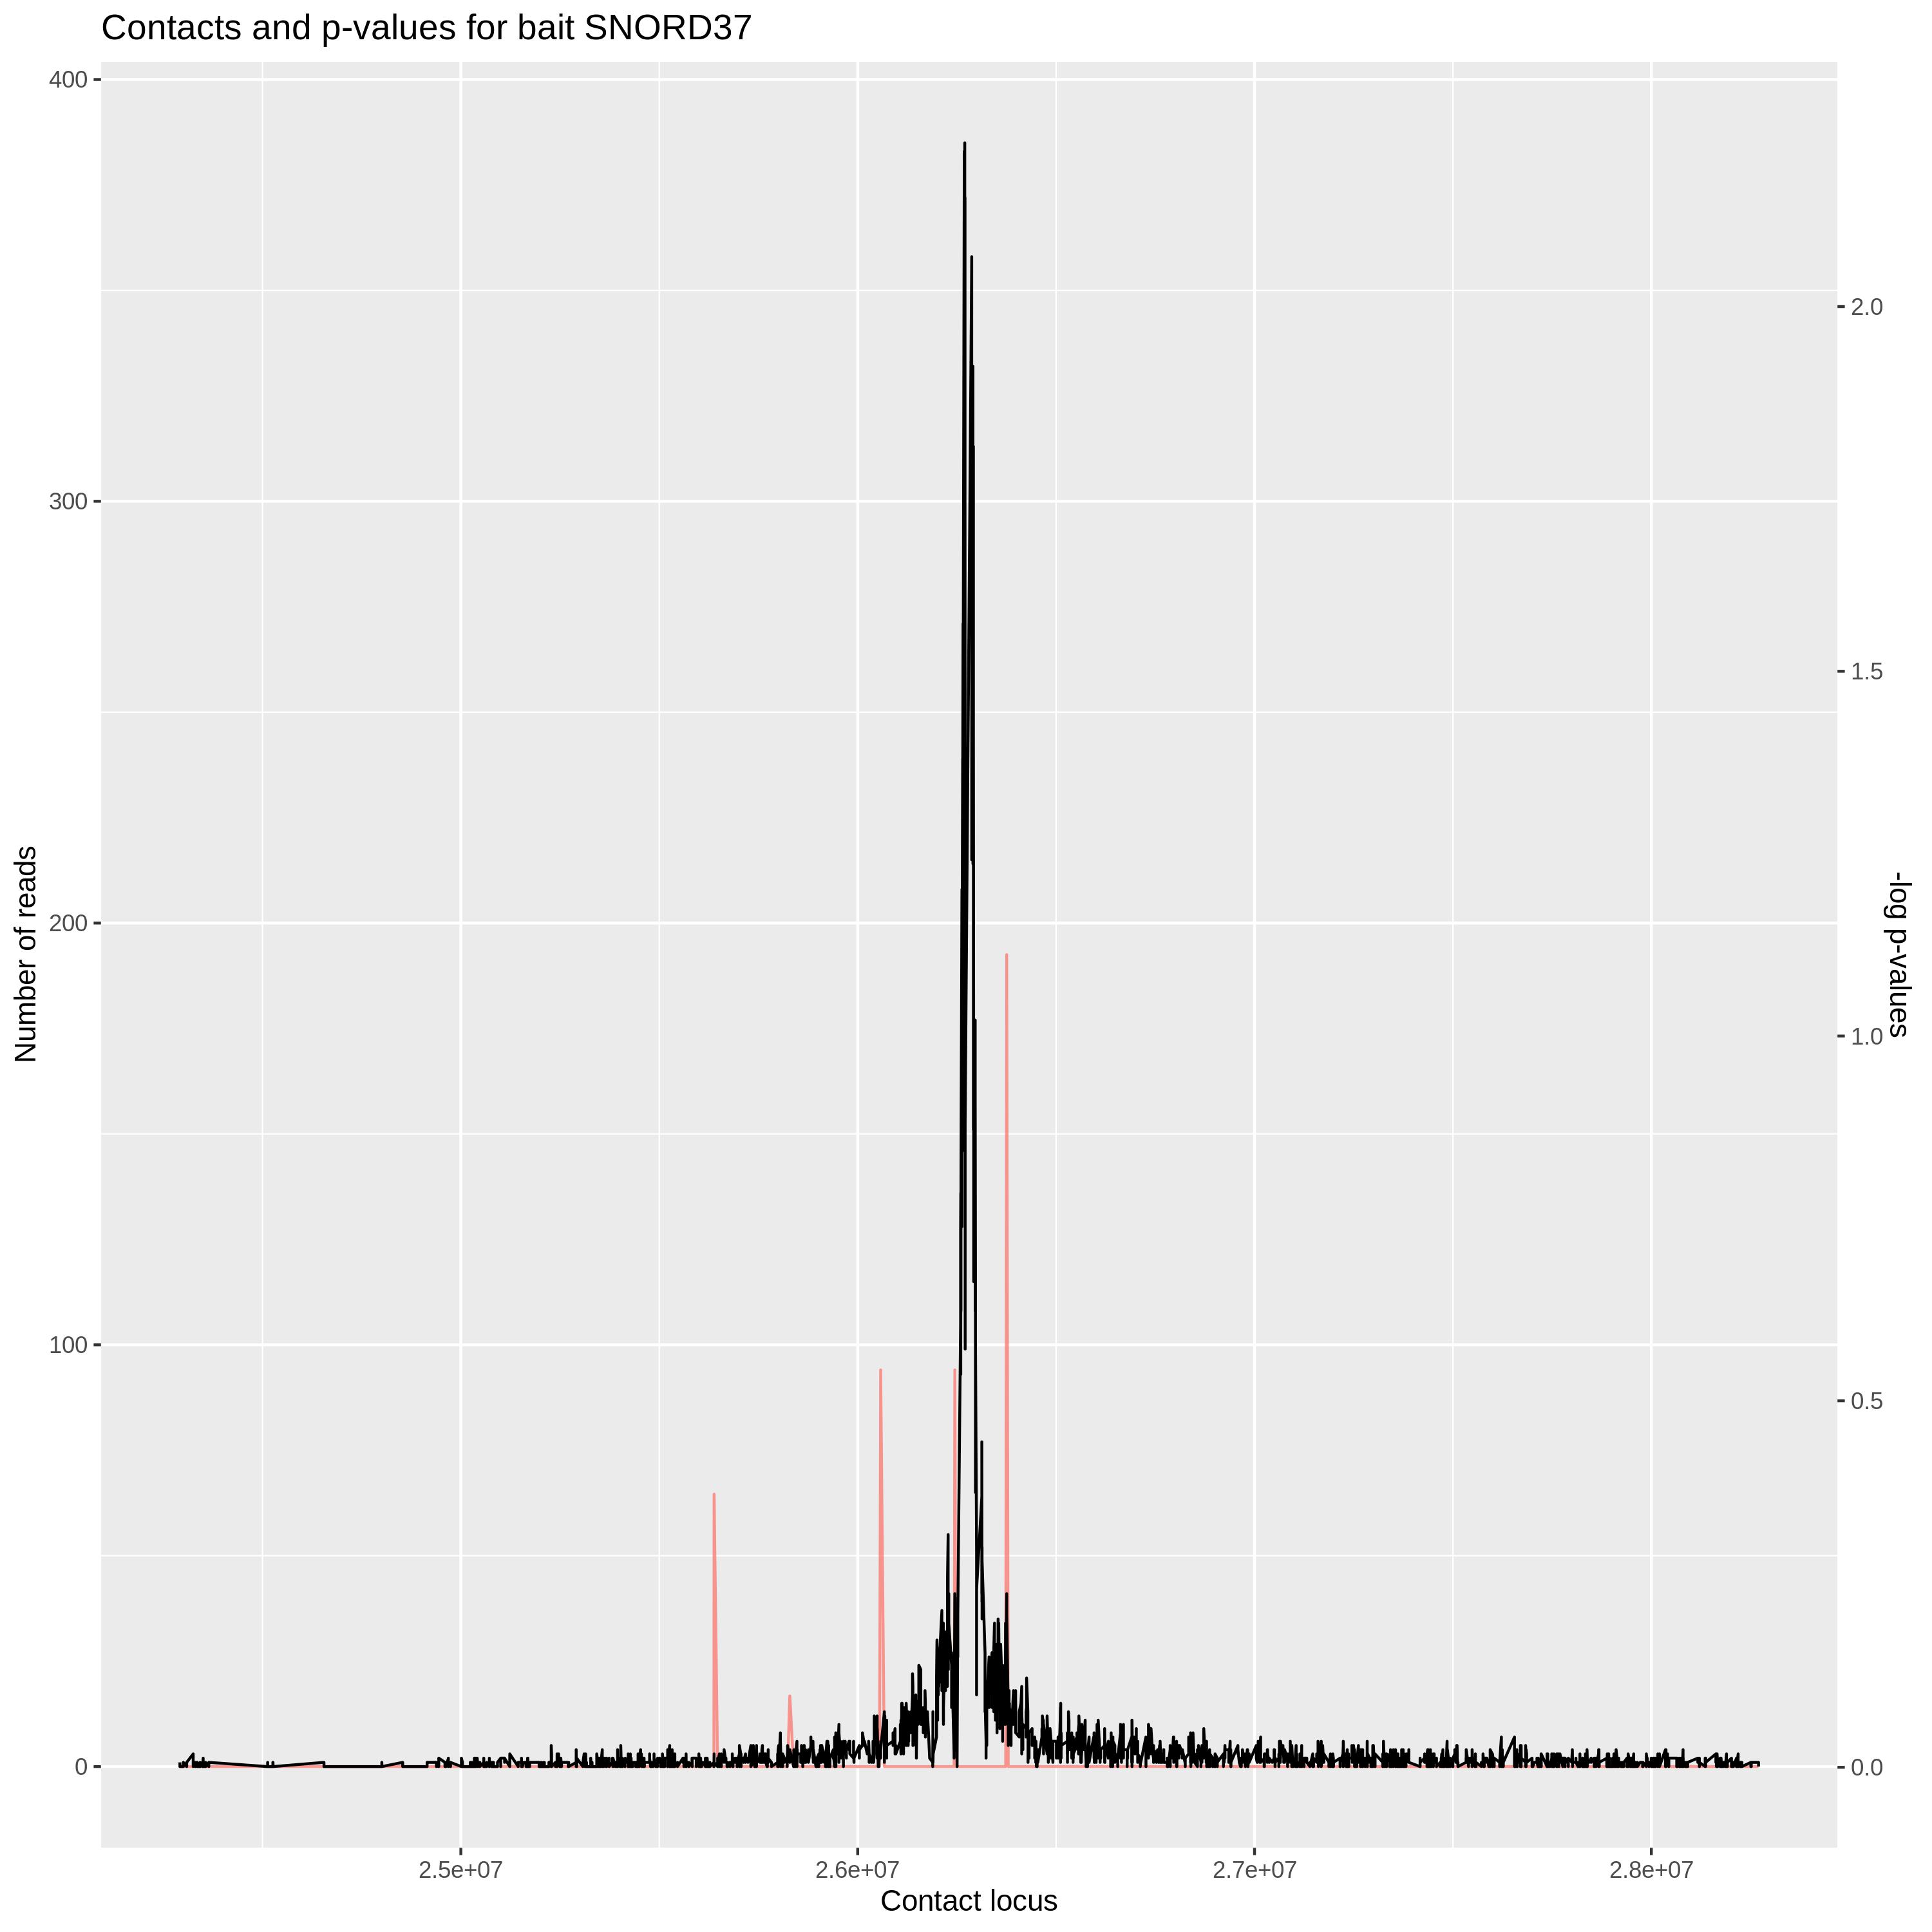 Contacts and p-values for bait SNORD37
400
300
200
100
0
Number of reads
2.0
1.5
1.0
0.5
0.0
-log p-values
2.5e+07
2.6e+07
2.7e+07
2.8e+07
Contact locus